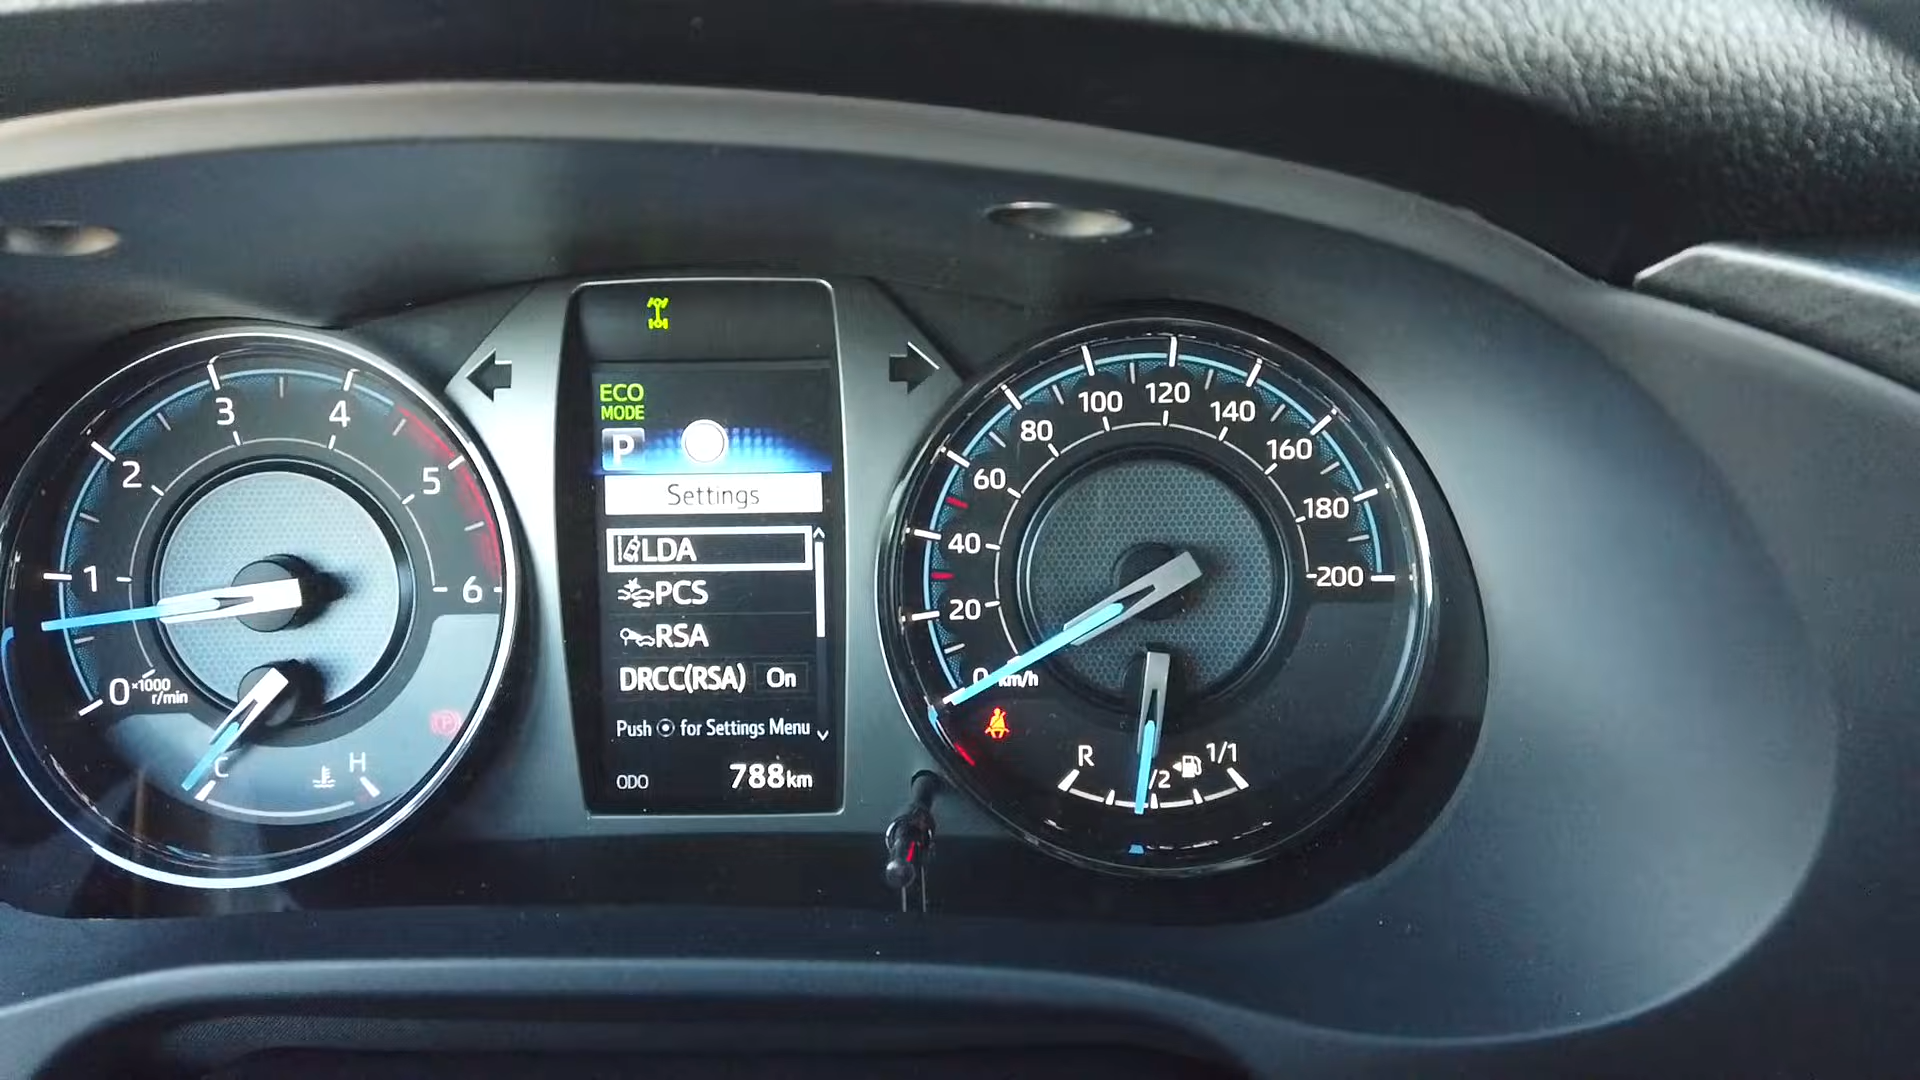 0
1
2
3
4
5
6
×1000
r/min
C
H
P
ECO
MODE
P
Settings
LDA
PCS
RSA
DRCC(RSA) On
Push for Settings Menu
ODO 788km
0
20
40
60
80
100
120
140
160
180
200
km/h
R
/2
1/1